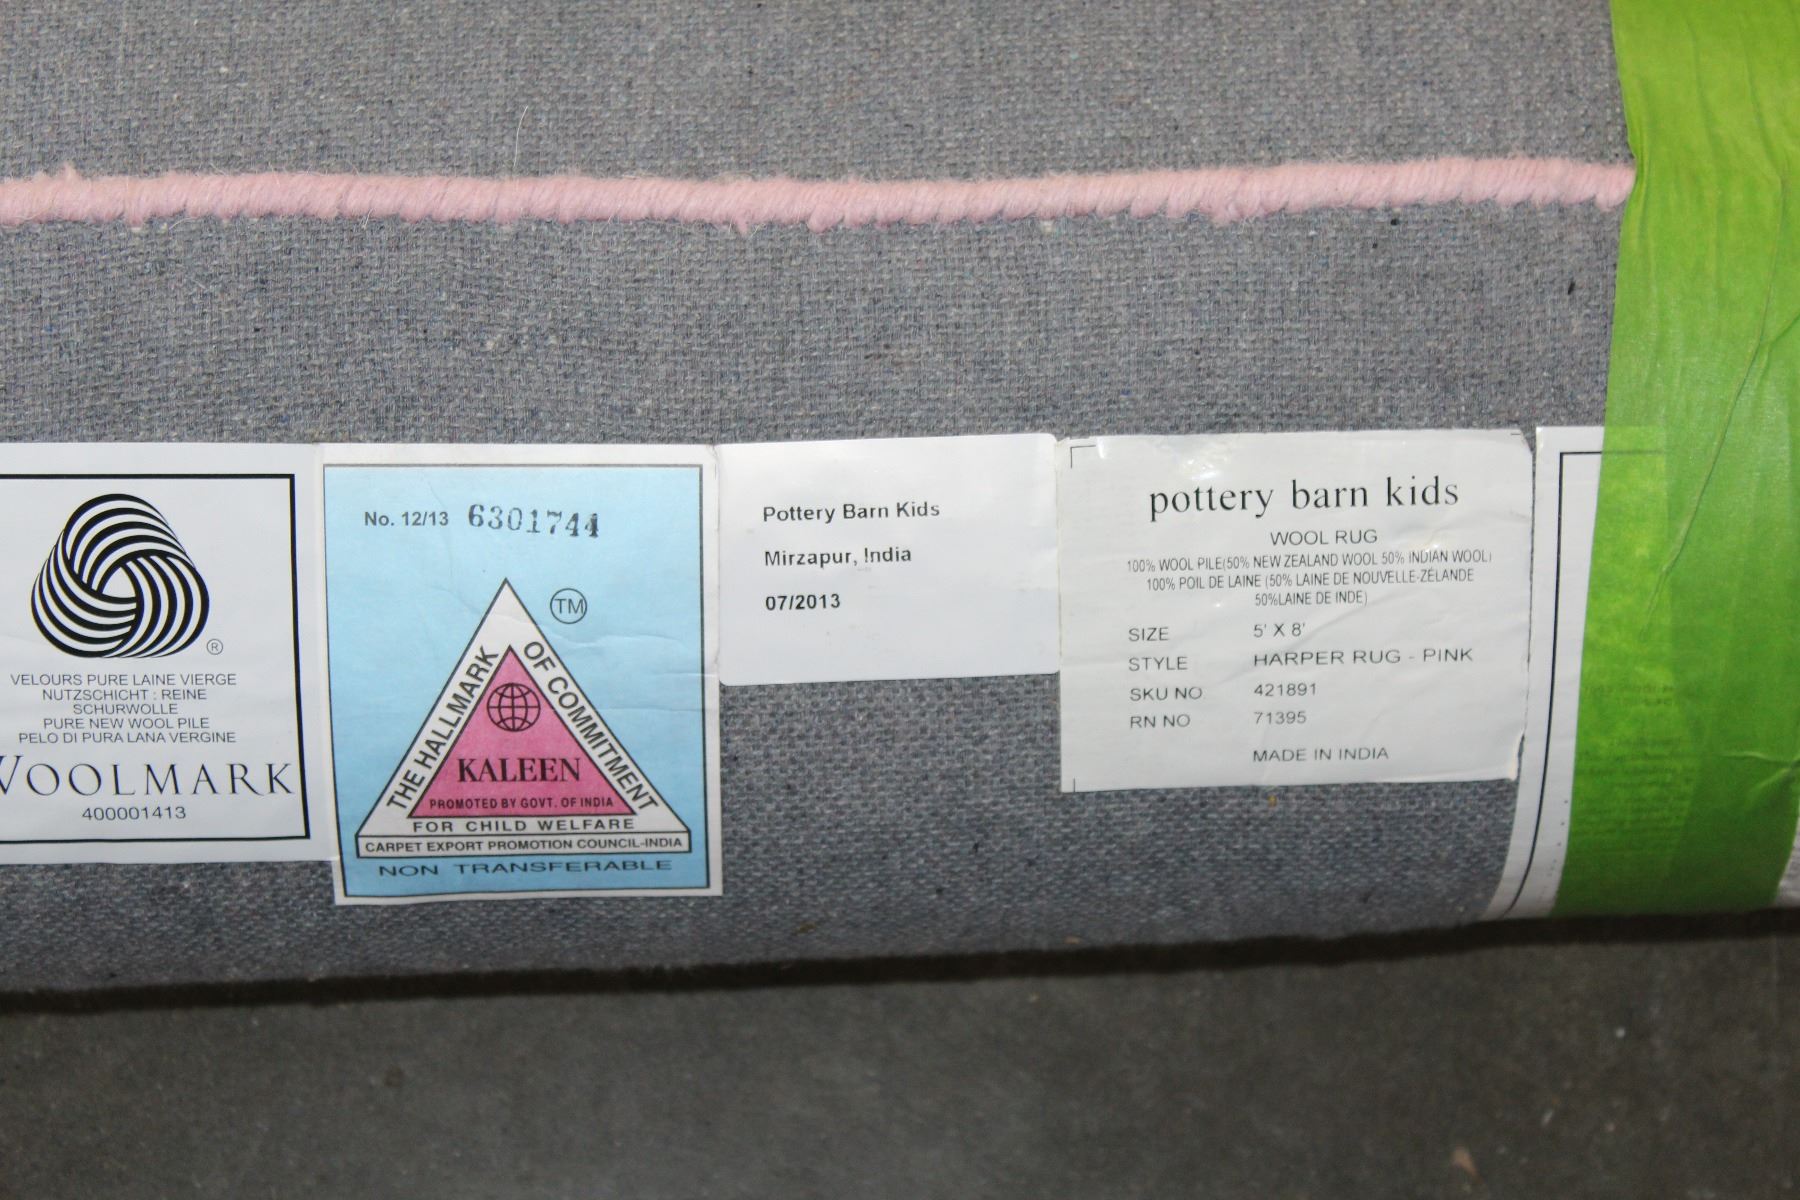 ®
VELOURS PURE LAINE VIERGE
NUTZSCHICHT : REINE
SCHURWOLLE
PURE NEW WOOL PILE
PELO DI PURA LANA VERGINE
WOOLMARK
400001413
No. 12/13 6301744
TM
THE HALLMARK OF COMMITMENT
KALEEN
PROMOTED BY GOVT. OF INDIA
FOR CHILD WELFARE
CARPET EXPORT PROMOTION COUNCIL-INDIA
NON TRANSFERABLE
Pottery Barn Kids
Mirzapur, India
07/2013
pottery barn kids
WOOL RUG
100% WOOL PILE(50% NEW ZEALAND WOOL 50% INDIAN WOOL)
100% POIL DE LAINE (50% LAINE DE NOUVELLE-ZÉLANDE
50%LAINE DE INDE)
SIZE 5' X 8'
STYLE HARPER RUG - PINK
SKU NO. 421891
RN NO 71395
MADE IN INDIA